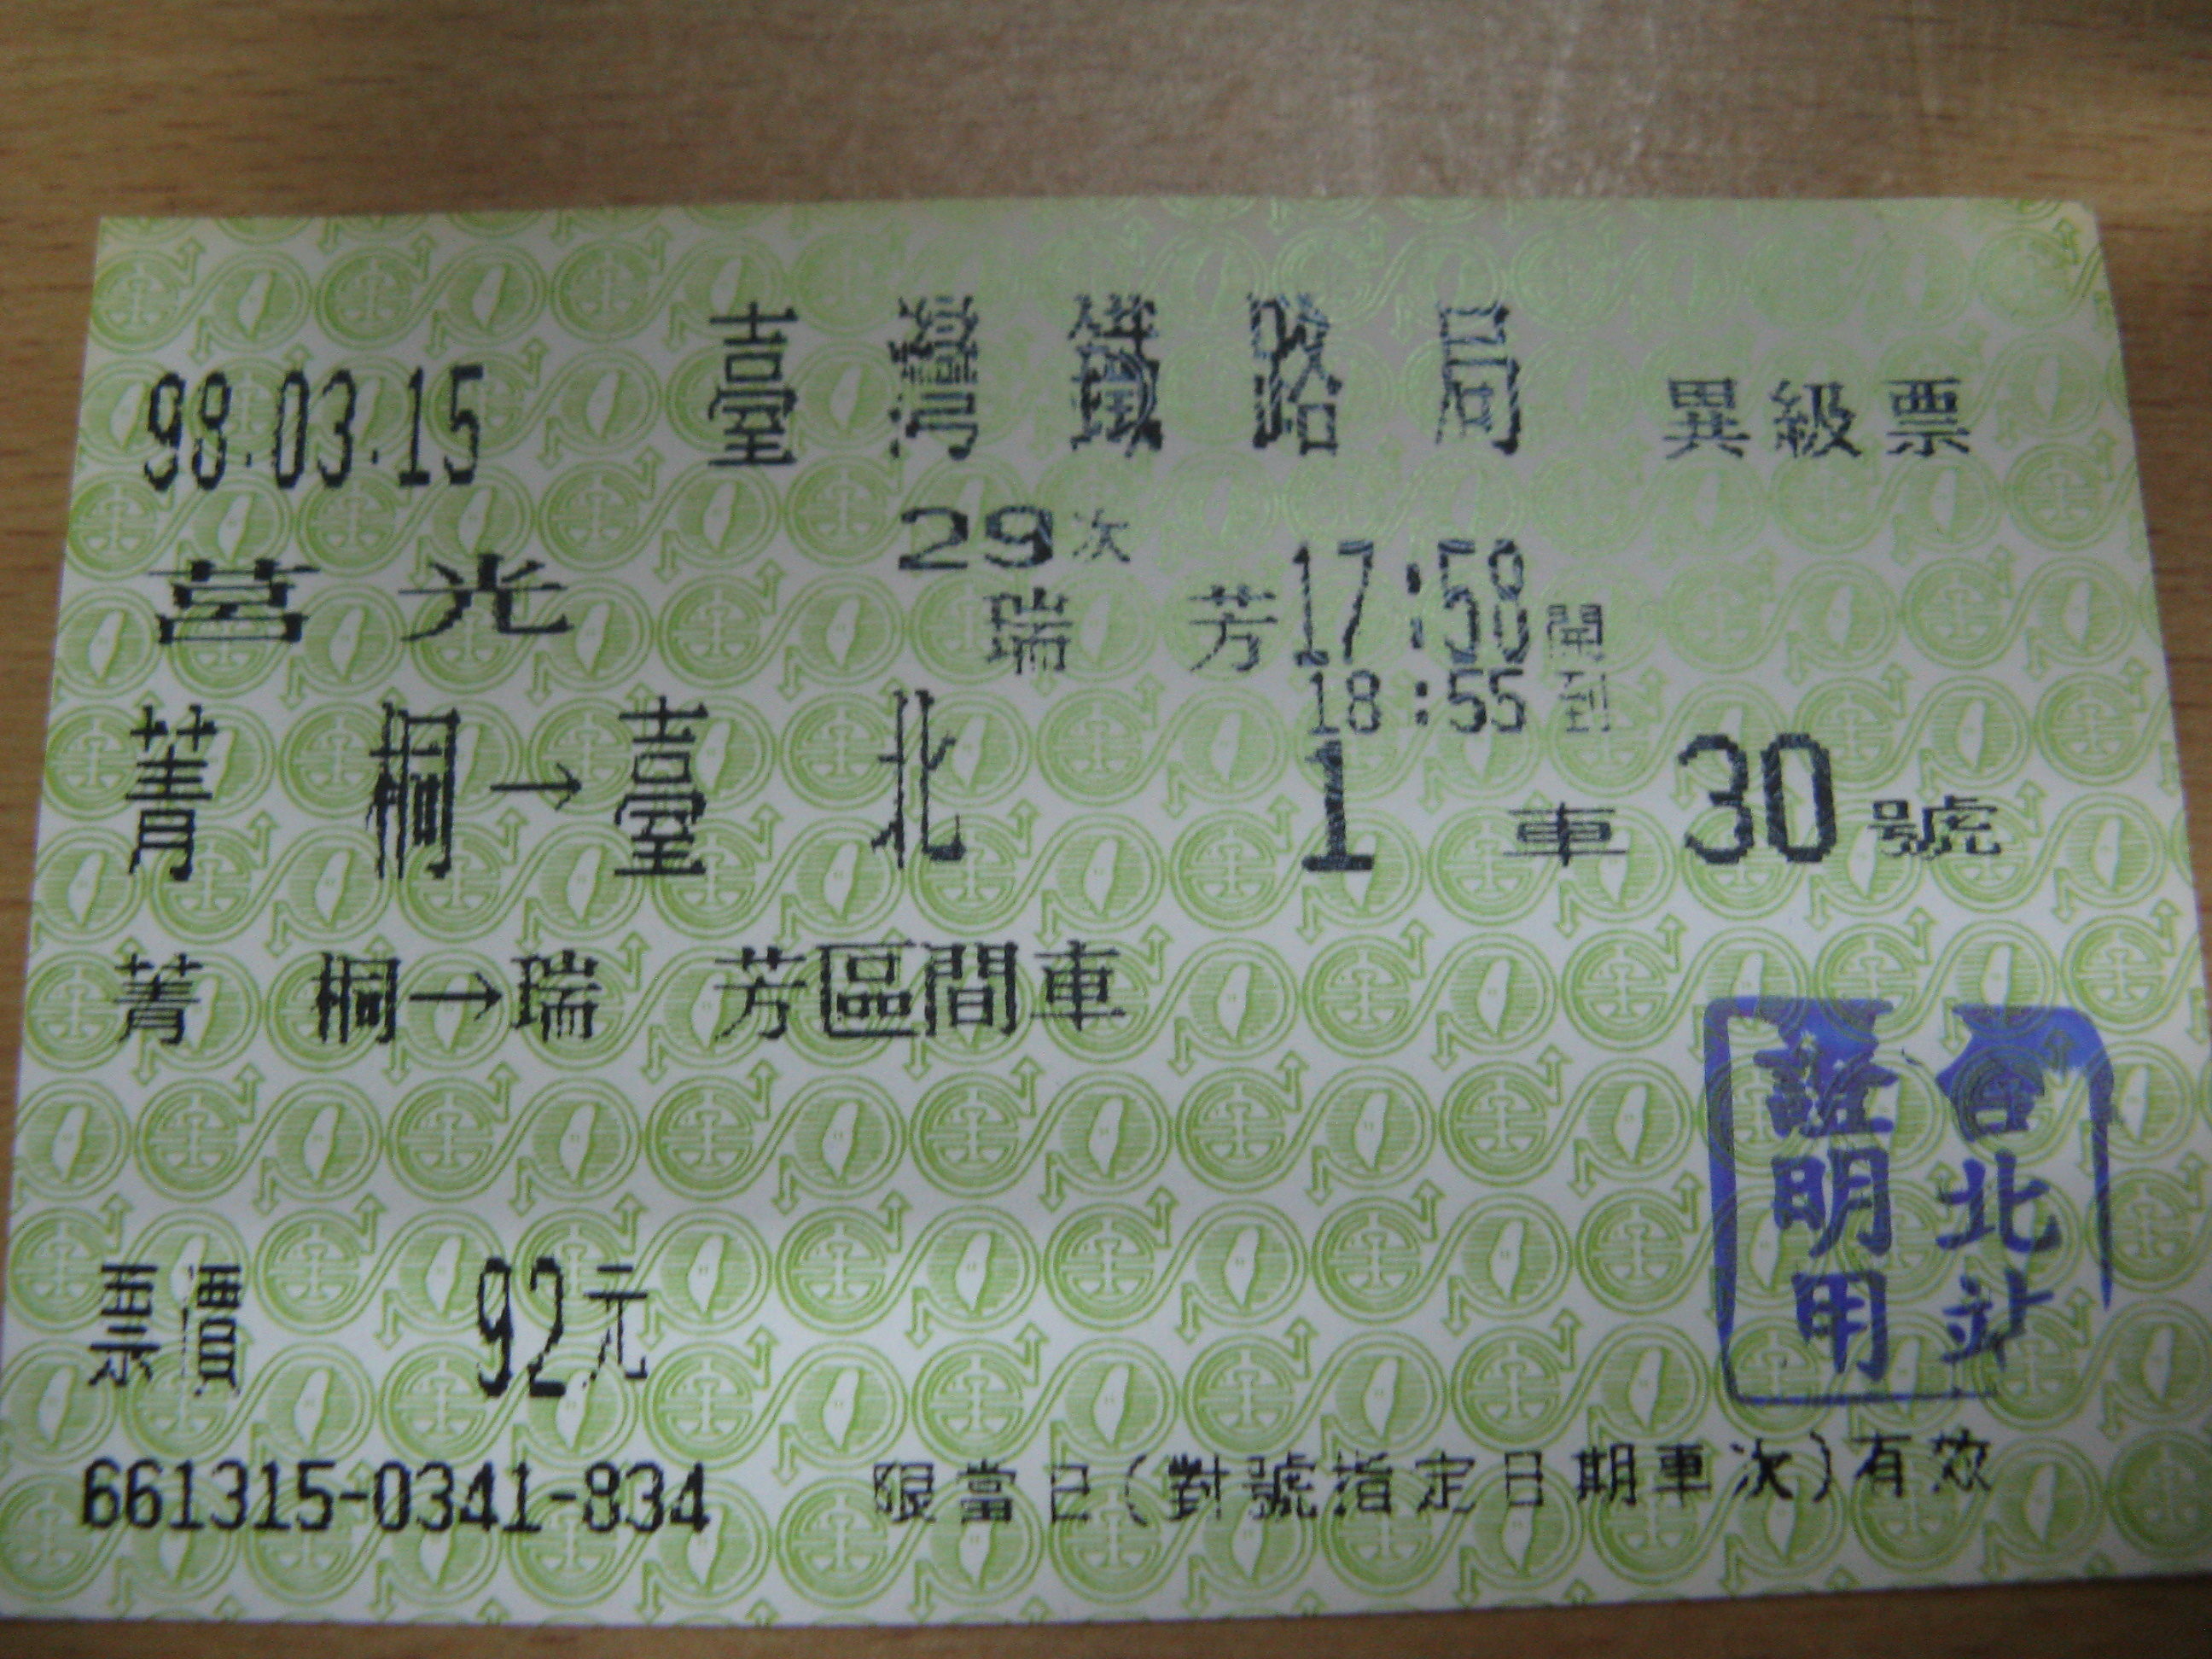 臺灣鐵路局
98.03.15
異級票
29次
莒光
瑞芳17:58開
18:55到
菁桐→臺北
1車30號
菁桐→瑞芳區間車
台北站
證明用
票價 92元
661315-0341-834
限當日(對號指定日期車次)有效